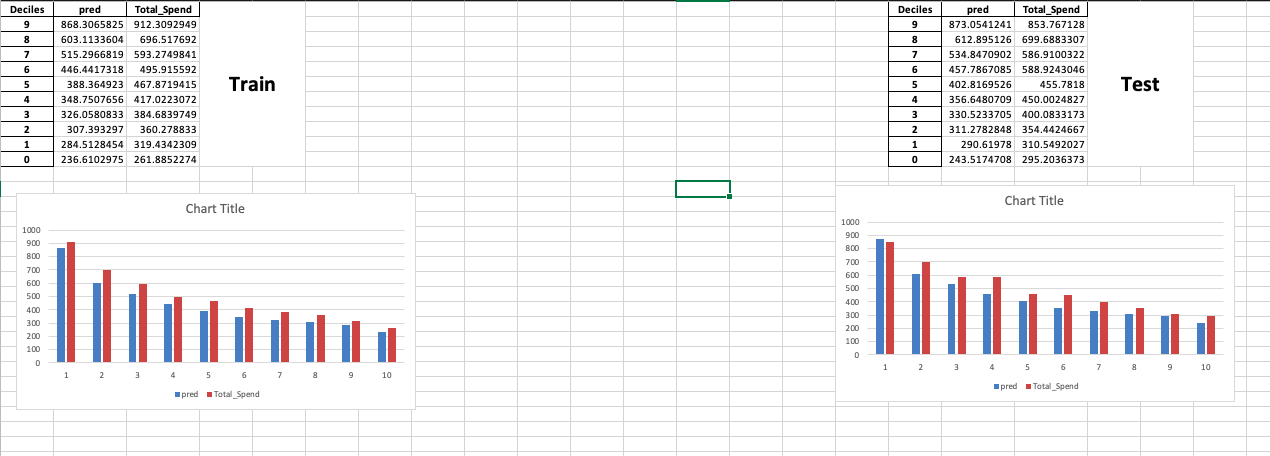 Deciles pred Total_Spend
9 868.3065825 912.3092949
8 603.1133604 696.517692
7 515.2966819 593.2749841
6 446.4417318 495.915592
5 388.364923 467.8719415
4 348.7507656 417.0223072
3 326.0580833 384.6839749
2 307.393297 360.278833
1 284.5128454 319.4342309
0 236.6102975 261.8852274
Train
Deciles pred Total_Spend
9 873.0541241 853.767128
8 612.895126 699.6883307
7 534.8470902 586.9100322
6 457.7867085 588.9243046
5 402.8169526 455.7818
4 356.6480709 450.0024827
3 330.5233705 400.0833173
2 311.2782848 354.4424667
1 290.61978 310.5492027
0 243.5174708 295.2036373
Test
Chart Title
1000
900
800
700
600
500
400
300
200
100
0
1 2 3 4 5 6 7 8 9 10
pred Total_Spend
Chart Title
1000
900
800
700
600
500
400
300
200
100
0
1 2 3 4 5 6 7 8 9 10
pred Total_Spend